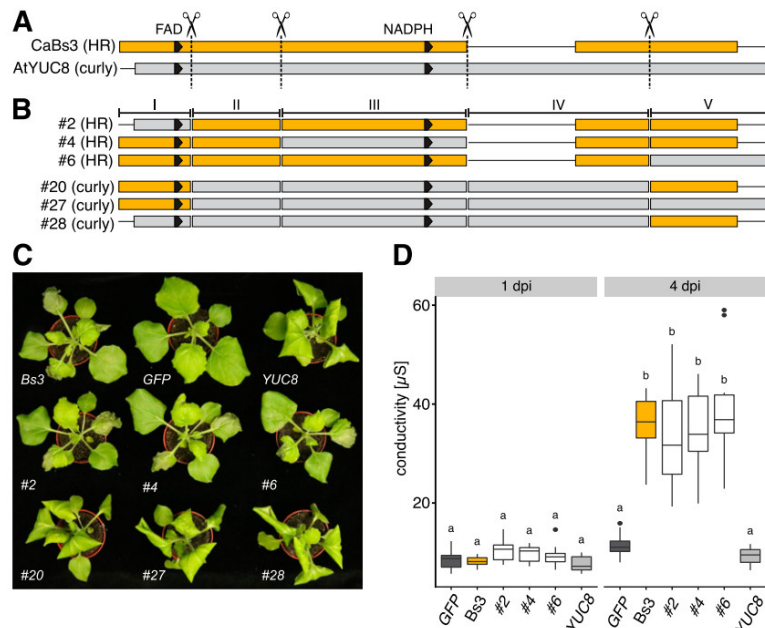 A
FAD
NADPH
CaBs3 (HR)
AtYUC8 (curly)
B
I II III IV V
#2 (HR)
#4 (HR)
#6 (HR)
#20 (curly)
#27 (curly)
#28 (curly)
C
Bs3 GFP YUC8
#2 #4 #6
#20 #27 #28
D
1 dpi 4 dpi
conductivity [µS]
60
40
20
a a a a a a
a b b b b a
GFP Bs3 #2 #4 #6 YUC8 GFP Bs3 #2 #4 #6 YUC8